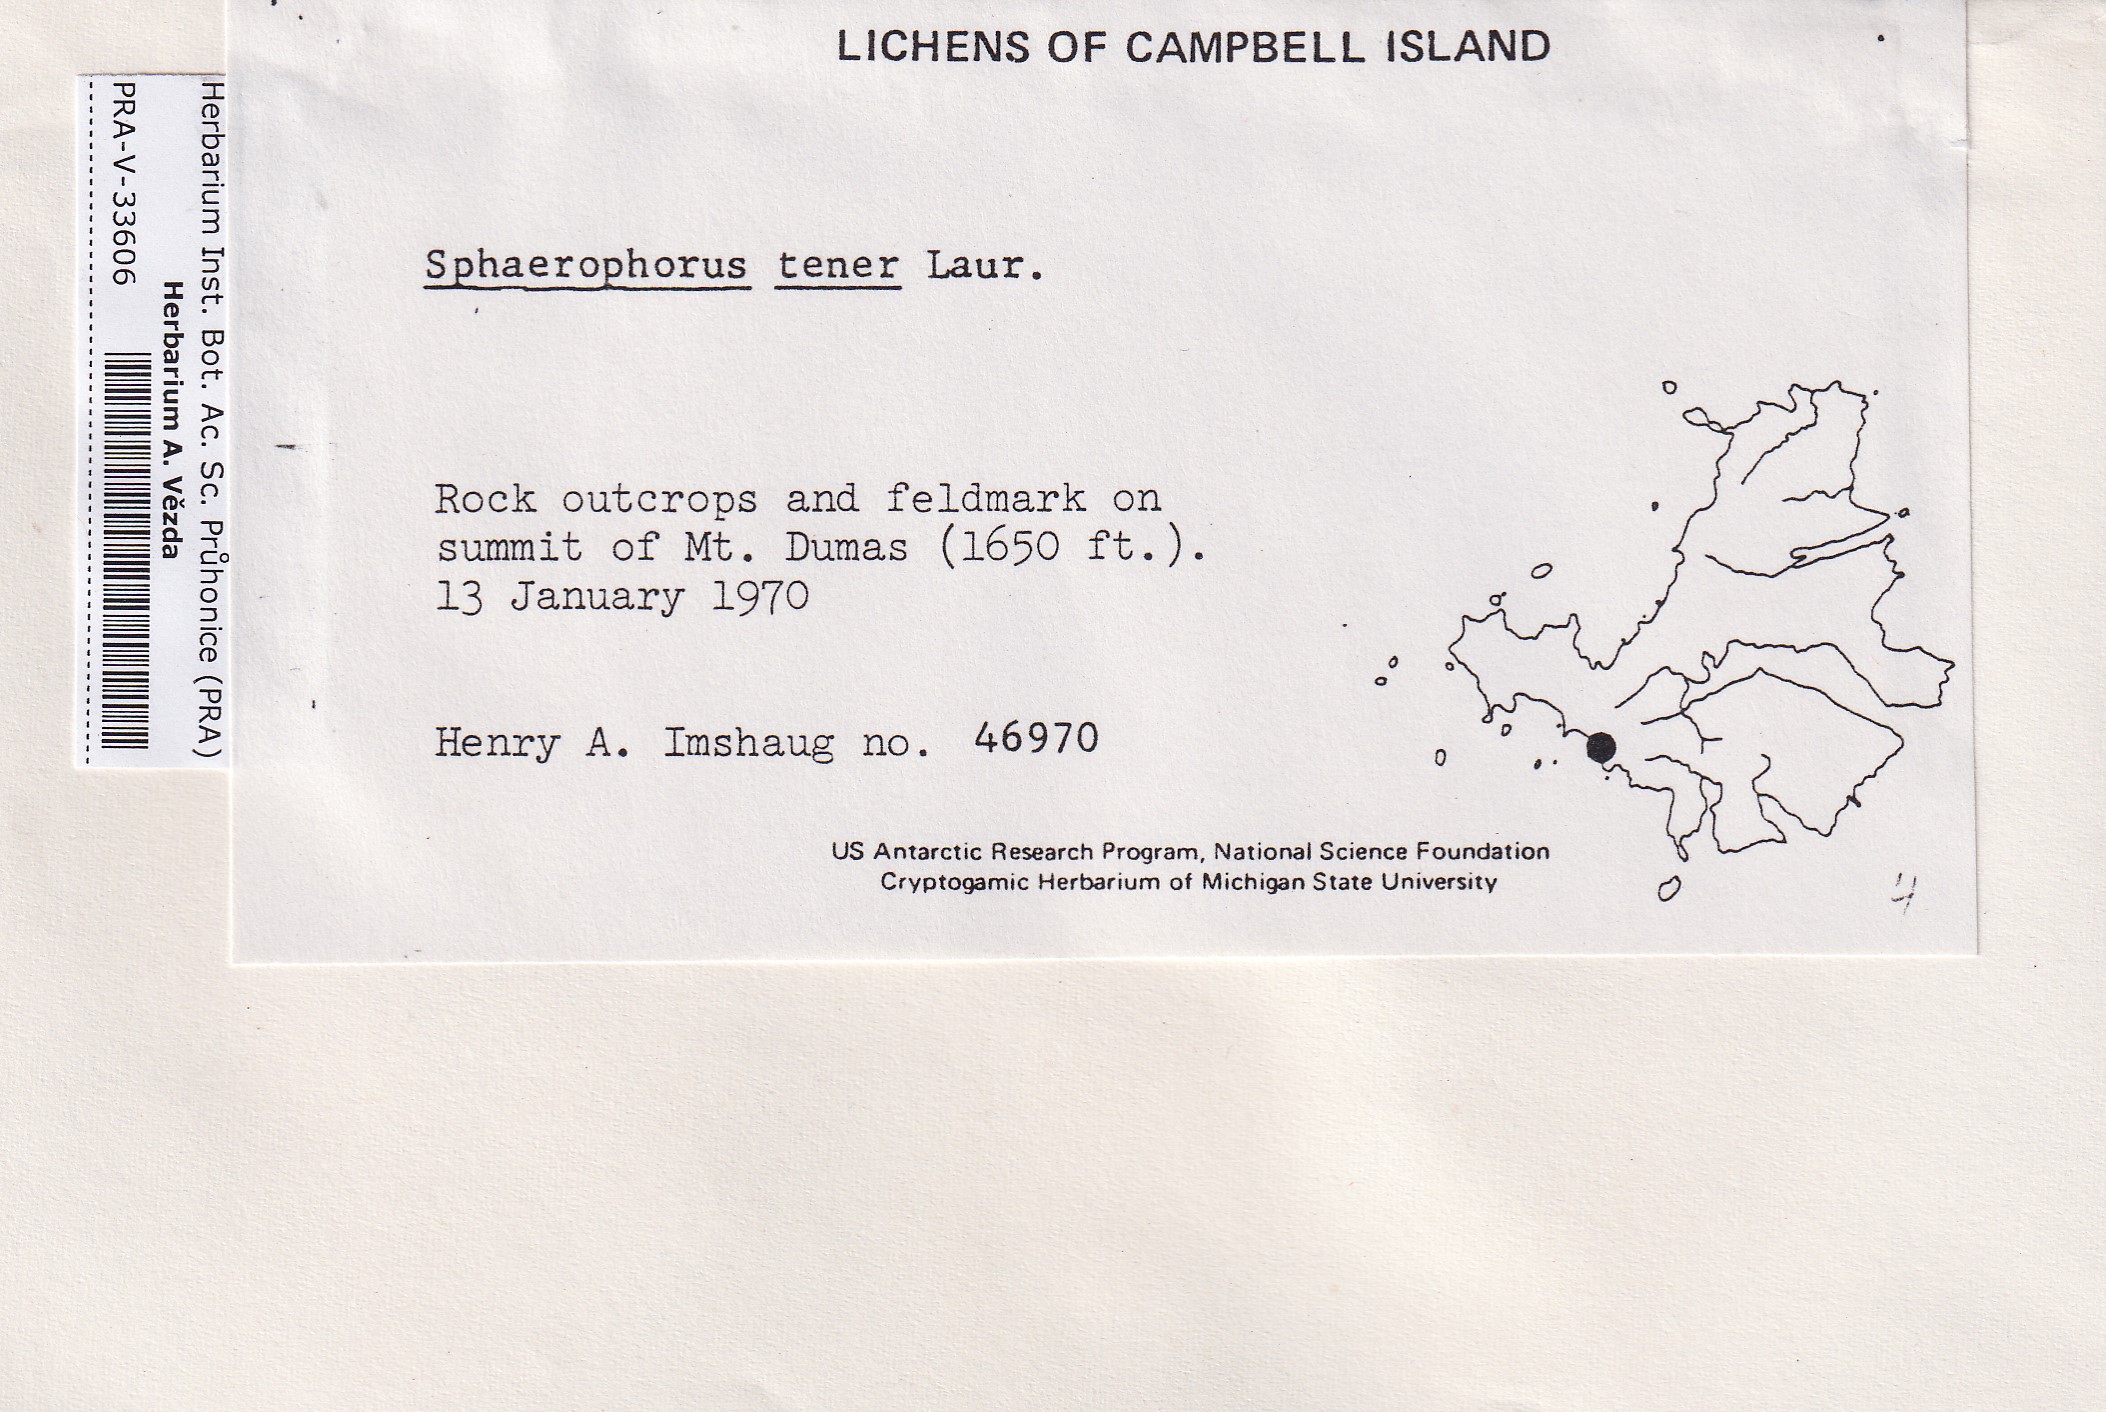 LICHENS OF CAMPBELL ISLAND
Herbarium Inst. Bot. Ac. Sc. Průhonice (PRA)
Herbarium A. Vězda
PRA-V-33606
Sphaerophorus tener Laur.
Rock outcrops and feldmark on
summit of Mt. Dumas (1650 ft.).
13 January 1970
Henry A. Imshaug no. 46970
US Antarctic Research Program, National Science Foundation
Cryptogamic Herbarium of Michigan State University
4